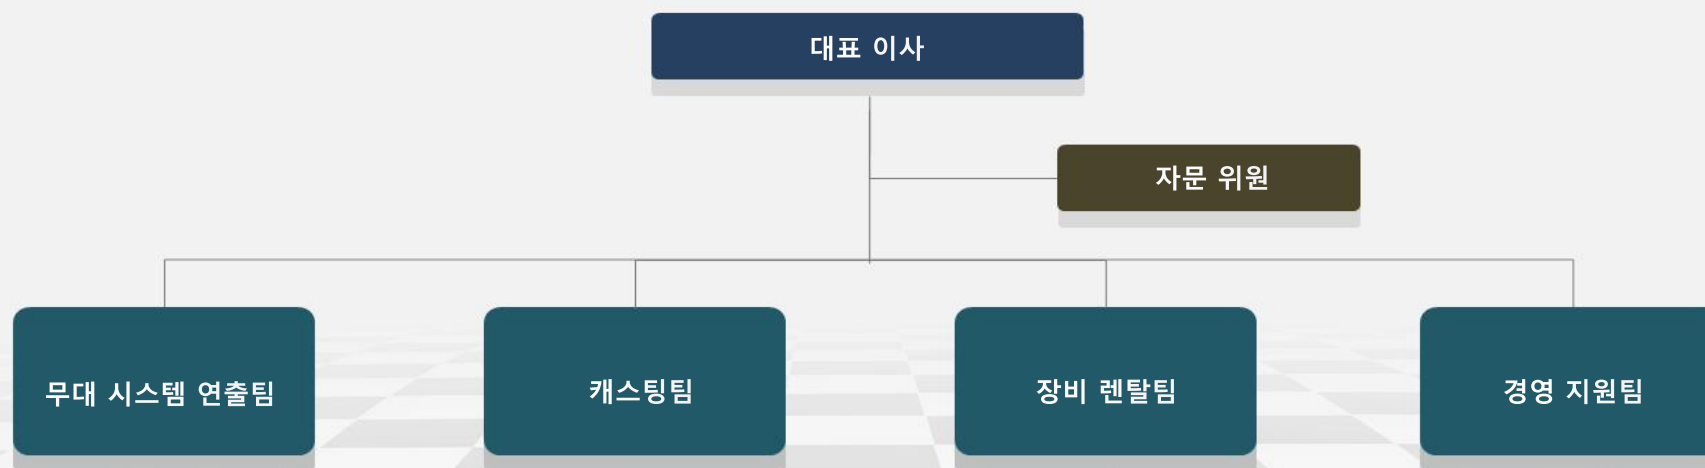 대표 이사
자문 위원
무대 시스템 연출팀
캐스팅팀
장비 렌탈팀
경영 지원팀